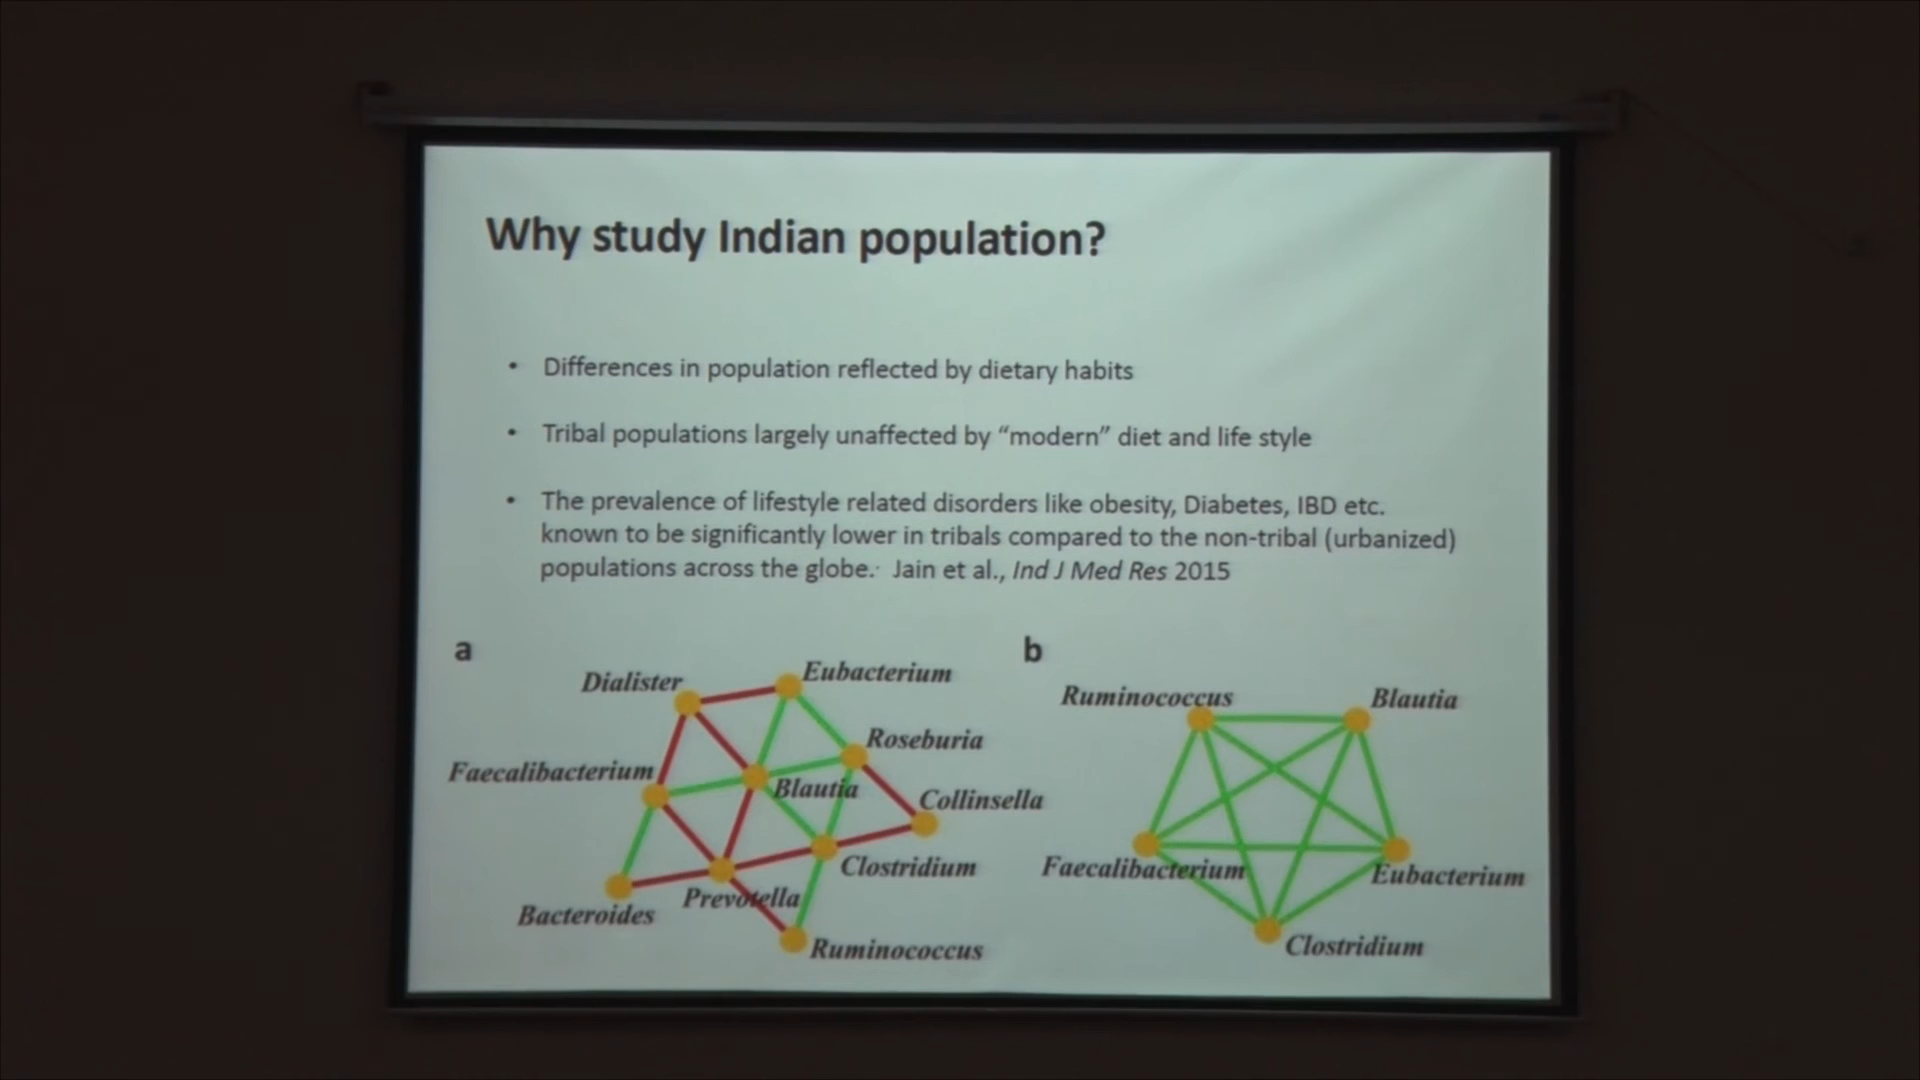 Why study Indian population?
• Differences in population reflected by dietary habits
• Tribal populations largely unaffected by “modern” diet and life style
• The prevalence of lifestyle related disorders like obesity, Diabetes, IBD etc.
known to be significantly lower in tribals compared to the non-tribal (urbanized)
populations across the globe. Jain et al., Ind J Med Res 2015
a
Dialister
Eubacterium
Roseburia
Faecalibacterium
Blautia
Collinsella
Clostridium
Prevotella
Bacteroides
Ruminococcus
b
Ruminococcus
Blautia
Faecalibacterium
Eubacterium
Clostridium